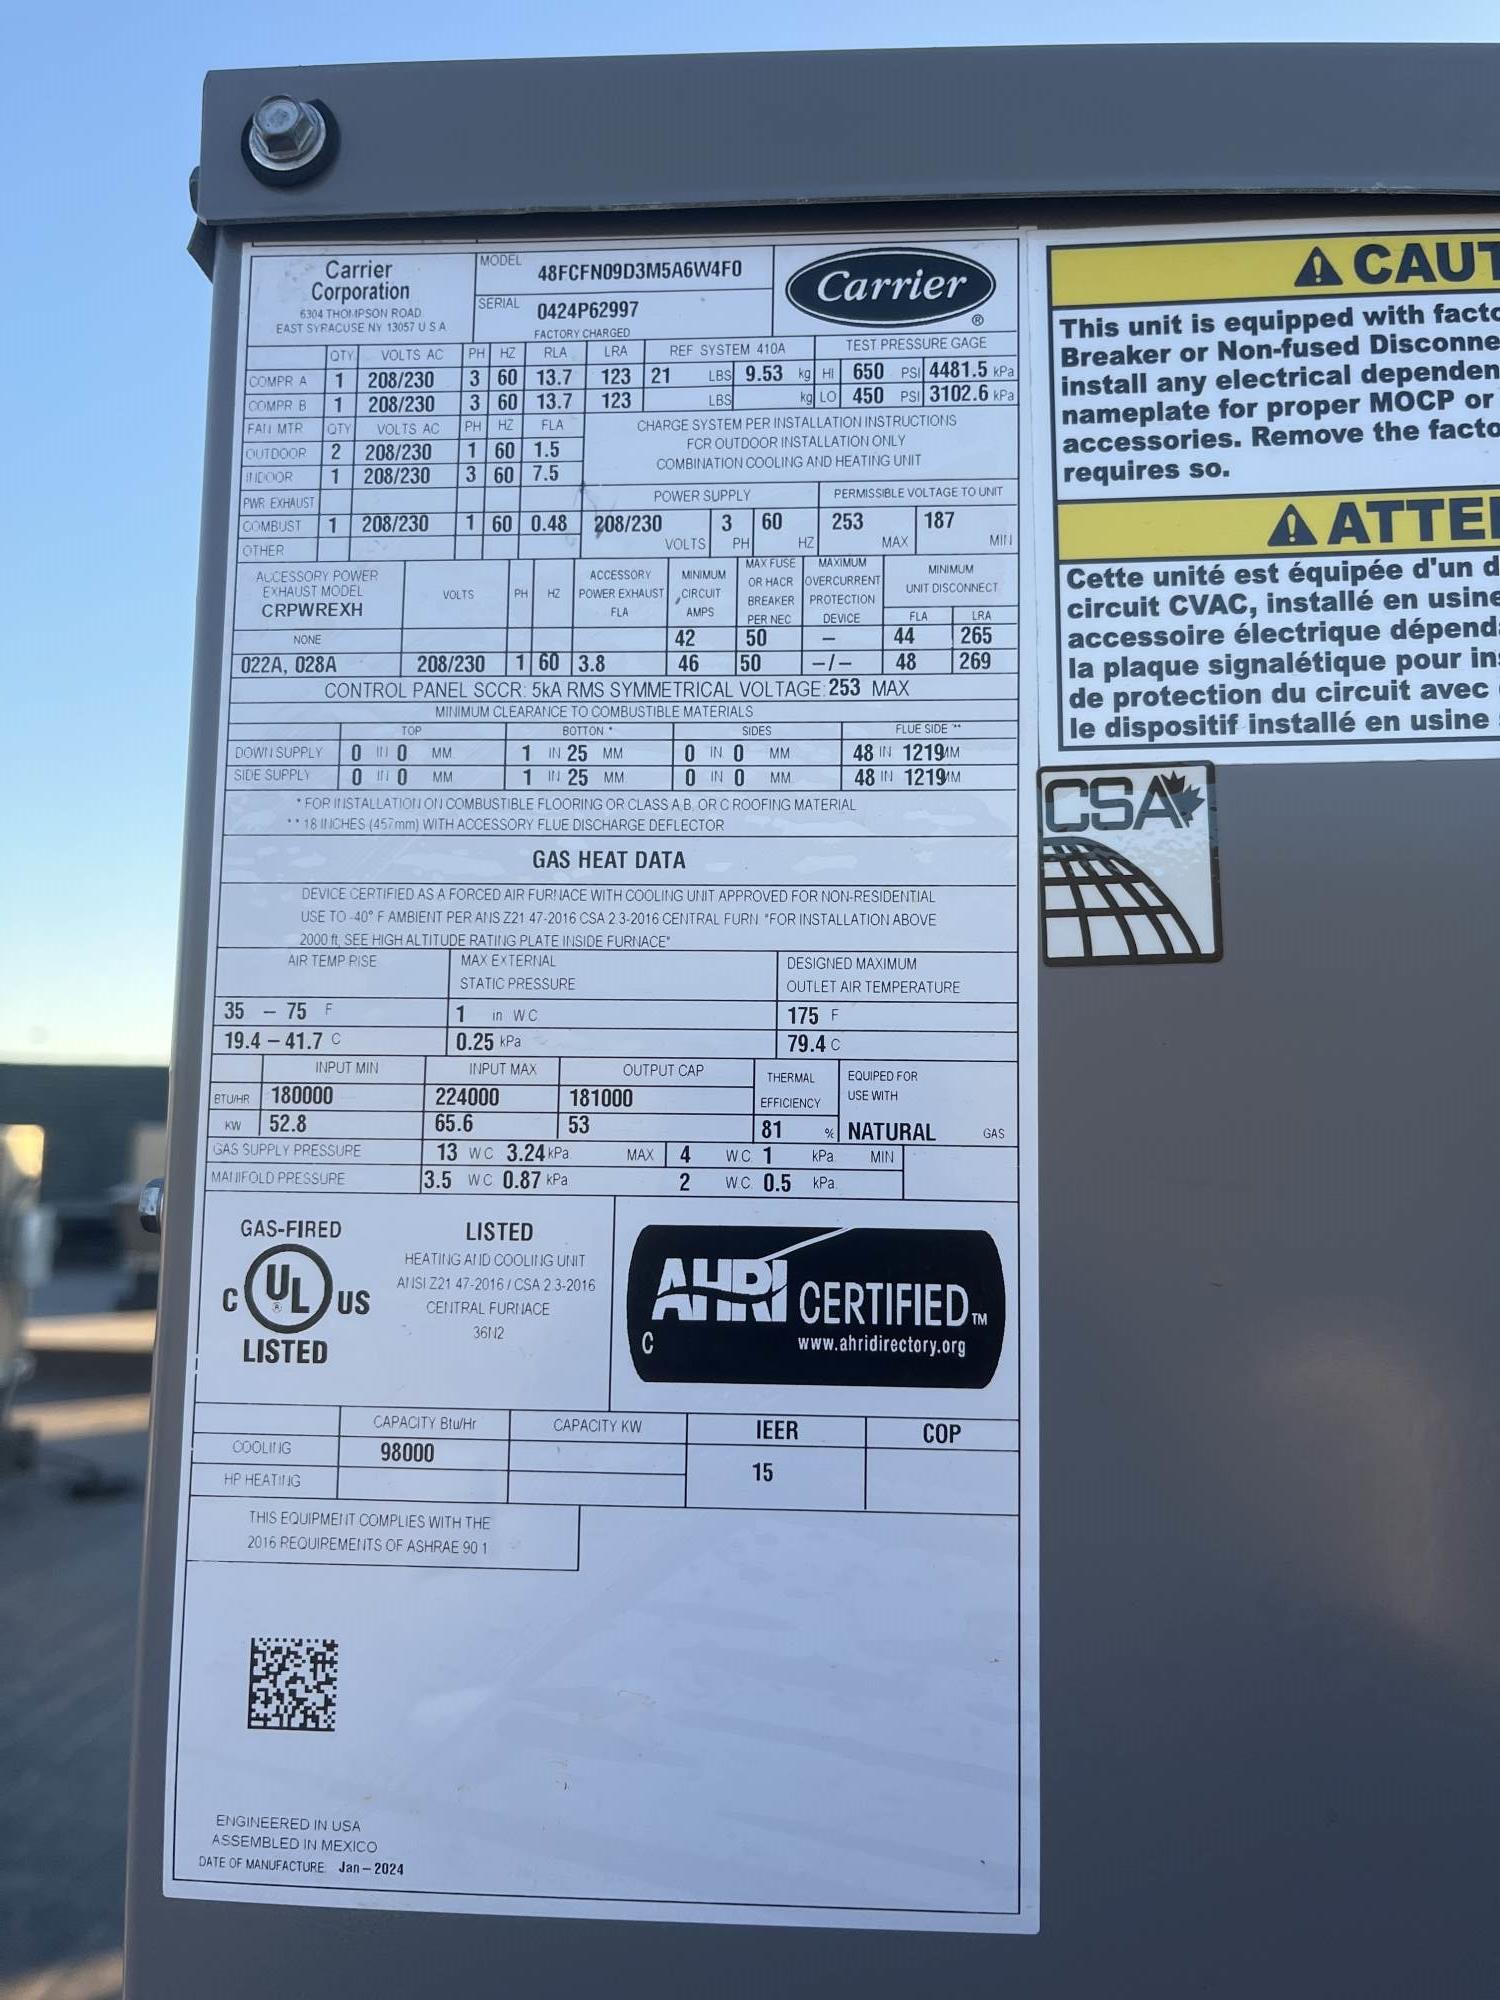 Carrier
Corporation
6304 THOMPSON ROAD
EAST SYRACUSE NY 13057 U S A
MODEL 48FCFN09D3M5A6W4F0
SERIAL 0424P62997
FACTORY CHARGED
Carrier ®
QTY VOLTS AC PH HZ RLA LRA REF SYSTEM 410A TEST PRESSURE GAGE
COMPR A 1 208/230 3 60 13.7 123 21 LBS 9.53 kg HI 650 PSI 4481.5 kPa
COMPR B 1 208/230 3 60 13.7 123 LBS kg LO 450 PSI 3102.6 kPa
FAN MTR QTY VOLTS AC PH HZ FLA
OUTDOOR 2 208/230 1 60 1.5
INDOOR 1 208/230 3 60 7.5
CHARGE SYSTEM PER INSTALLATION INSTRUCTIONS
FOR OUTDOOR INSTALLATION ONLY
COMBINATION COOLING AND HEATING UNIT
PWR EXHAUST POWER SUPPLY PERMISSIBLE VOLTAGE TO UNIT
COMBUST 1 208/230 1 60 0.48 208/230 3 60 253 187
OTHER VOLTS PH HZ MAX MIN
ACCESSORY POWER
EXHAUST MODEL
CRPWREXH
VOLTS PH HZ
ACCESSORY
POWER EXHAUST
FLA
MINIMUM
CIRCUIT
AMPS
MAX FUSE
OR HACR
BREAKER
PER NEC
MAXIMUM
OVERCURRENT
PROTECTION
DEVICE
MINIMUM
UNIT DISCONNECT
FLA LRA
NONE 42 50 – 44 265
022A, 028A 208/230 1 60 3.8 46 50 –/– 48 269
CONTROL PANEL SCCR: 5kA RMS SYMMETRICAL VOLTAGE: 253 MAX
MINIMUM CLEARANCE TO COMBUSTIBLE MATERIALS
TOP BOTTON * SIDES FLUE SIDE **
DOWN SUPPLY 0 IN 0 MM 1 IN 25 MM 0 IN 0 MM 48 IN 1219 MM
SIDE SUPPLY 0 IN 0 MM 1 IN 25 MM 0 IN 0 MM 48 IN 1219 MM
* FOR INSTALLATION ON COMBUSTIBLE FLOORING OR CLASS A,B, OR C ROOFING MATERIAL
** 18 INCHES (457mm) WITH ACCESSORY FLUE DISCHARGE DEFLECTOR
GAS HEAT DATA
DEVICE CERTIFIED AS A FORCED AIR FURNACE WITH COOLING UNIT APPROVED FOR NON-RESIDENTIAL
USE TO -40° F AMBIENT PER ANS Z21 47-2016 CSA 2 3-2016 CENTRAL FURN *FOR INSTALLATION ABOVE
2000 ft, SEE HIGH ALTITUDE RATING PLATE INSIDE FURNACE*
AIR TEMP RISE
MAX EXTERNAL
STATIC PRESSURE
DESIGNED MAXIMUM
OUTLET AIR TEMPERATURE
35 – 75 F 1 in W C 175 F
19.4 – 41.7 C 0.25 kPa 79.4 C
INPUT MIN INPUT MAX OUTPUT CAP
THERMAL
EFFICIENCY
EQUIPED FOR
USE WITH
BTU/HR 180000 224000 181000
KW 52.8 65.6 53 81 % NATURAL GAS
GAS SUPPLY PRESSURE 13 W C 3.24 kPa MAX 4 W.C. 1 kPa MIN
MANIFOLD PRESSURE 3.5 W C 0.87 kPa 2 W.C. 0.5 kPa
GAS-FIRED
C UL ® US
LISTED
LISTED
HEATING AND COOLING UNIT
ANSI Z21 47-2016 / CSA 2.3-2016
CENTRAL FURNACE
36N2
AHRI CERTIFIED™
C www.ahridirectory.org
CAPACITY Btu/Hr CAPACITY KW IEER COP
COOLING 98000 15
HP HEATING
THIS EQUIPMENT COMPLIES WITH THE
2016 REQUIREMENTS OF ASHRAE 90 1
ENGINEERED IN USA
ASSEMBLED IN MEXICO
DATE OF MANUFACTURE: Jan – 2024
CAUT
This unit is equipped with facto
Breaker or Non-fused Disconne
install any electrical dependen
nameplate for proper MOCP or
accessories. Remove the facto
requires so.
ATTE
Cette unité est équipée d'un d
circuit CVAC, installé en usine
accessoire électrique dépend
la plaque signalétique pour in
de protection du circuit avec
le dispositif installé en usine
CSA